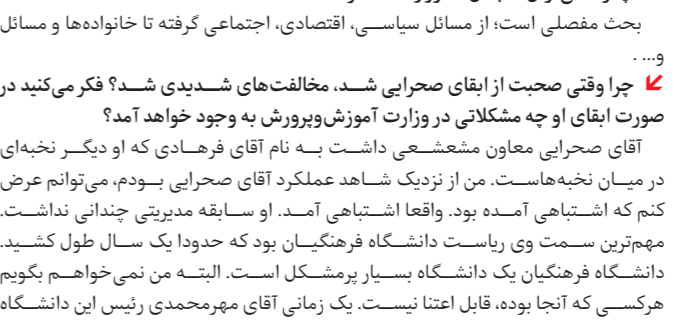 بحث مفصلی است؛ از مسائل سیاسی، اقتصادی، اجتماعی گرفته تا خانواده‌ها و مسائل
و... .
چرا وقتی صحبت از ابقای صحرایی شد، مخالفت‌های شدیدی شد؟ فکر می‌کنید در
صورت ابقای او چه مشکلاتی در وزارت آموزش‌وپرورش به وجود خواهد آمد؟
آقای صحرایی معاون مشعشعی داشت به نام آقای فرهادی که او دیگر نخبه‌ای
در میان نخبه‌هاست. من از نزدیک شاهد عملکرد آقای صحرایی بودم، می‌توانم عرض
کنم که اشتباهی آمده بود. واقعا اشتباهی آمد. او سابقه مدیریتی چندانی نداشت.
مهم‌ترین سمت وی ریاست دانشگاه فرهنگیان بود که حدودا یک سال طول کشید.
دانشگاه فرهنگیان یک دانشگاه بسیار پرمشکل است. البته من نمی‌خواهم بگویم
هرکسی که آنجا بوده، قابل اعتنا نیست. یک زمانی آقای مهرمحمدی رئیس این دانشگاه